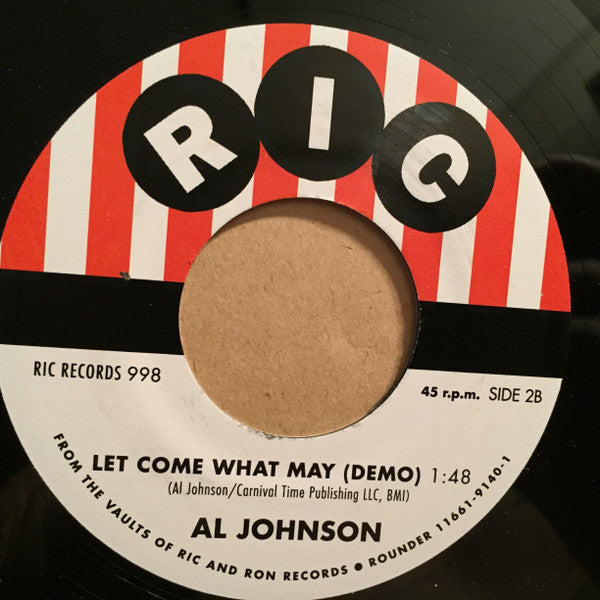 RIC
RIC RECORDS 998
45 r.p.m. SIDE 2B
LET COME WHAT MAY (DEMO) 1:48
(Al Johnson/Carnival Time Publishing LLC, BMI)
AL JOHNSON
FROM THE VAULTS OF RIC AND RON RECORDS ● ROUNDER 11661-9140-1